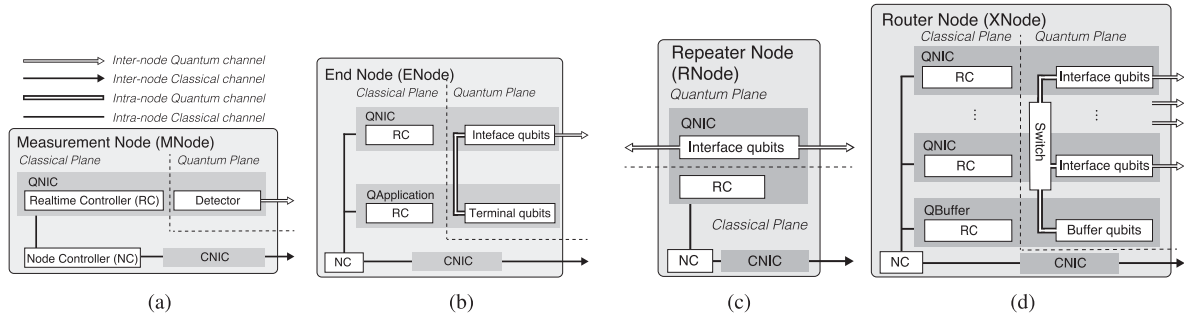 Inter-node Quantum channel
Inter-node Classical channel
Intra-node Quantum channel
Intra-node Classical channel
Measurement Node (MNode)
Classical Plane
Quantum Plane
QNIC
Realtime Controller (RC)
Detector
Node Controller (NC)
CNIC
(a)
End Node (ENode)
Classical Plane
Quantum Plane
QNIC
RC
Inteface qubits
QApplication
RC
Terminal qubits
NC
CNIC
(b)
Repeater Node
(RNode)
Quantum Plane
QNIC
Interface qubits
RC
Classical Plane
NC
CNIC
(c)
Router Node (XNode)
Classical Plane
Quantum Plane
QNIC
RC
Interface qubits
...
...
Switch
QNIC
RC
Interface qubits
QBuffer
RC
Buffer qubits
NC
CNIC
(d)